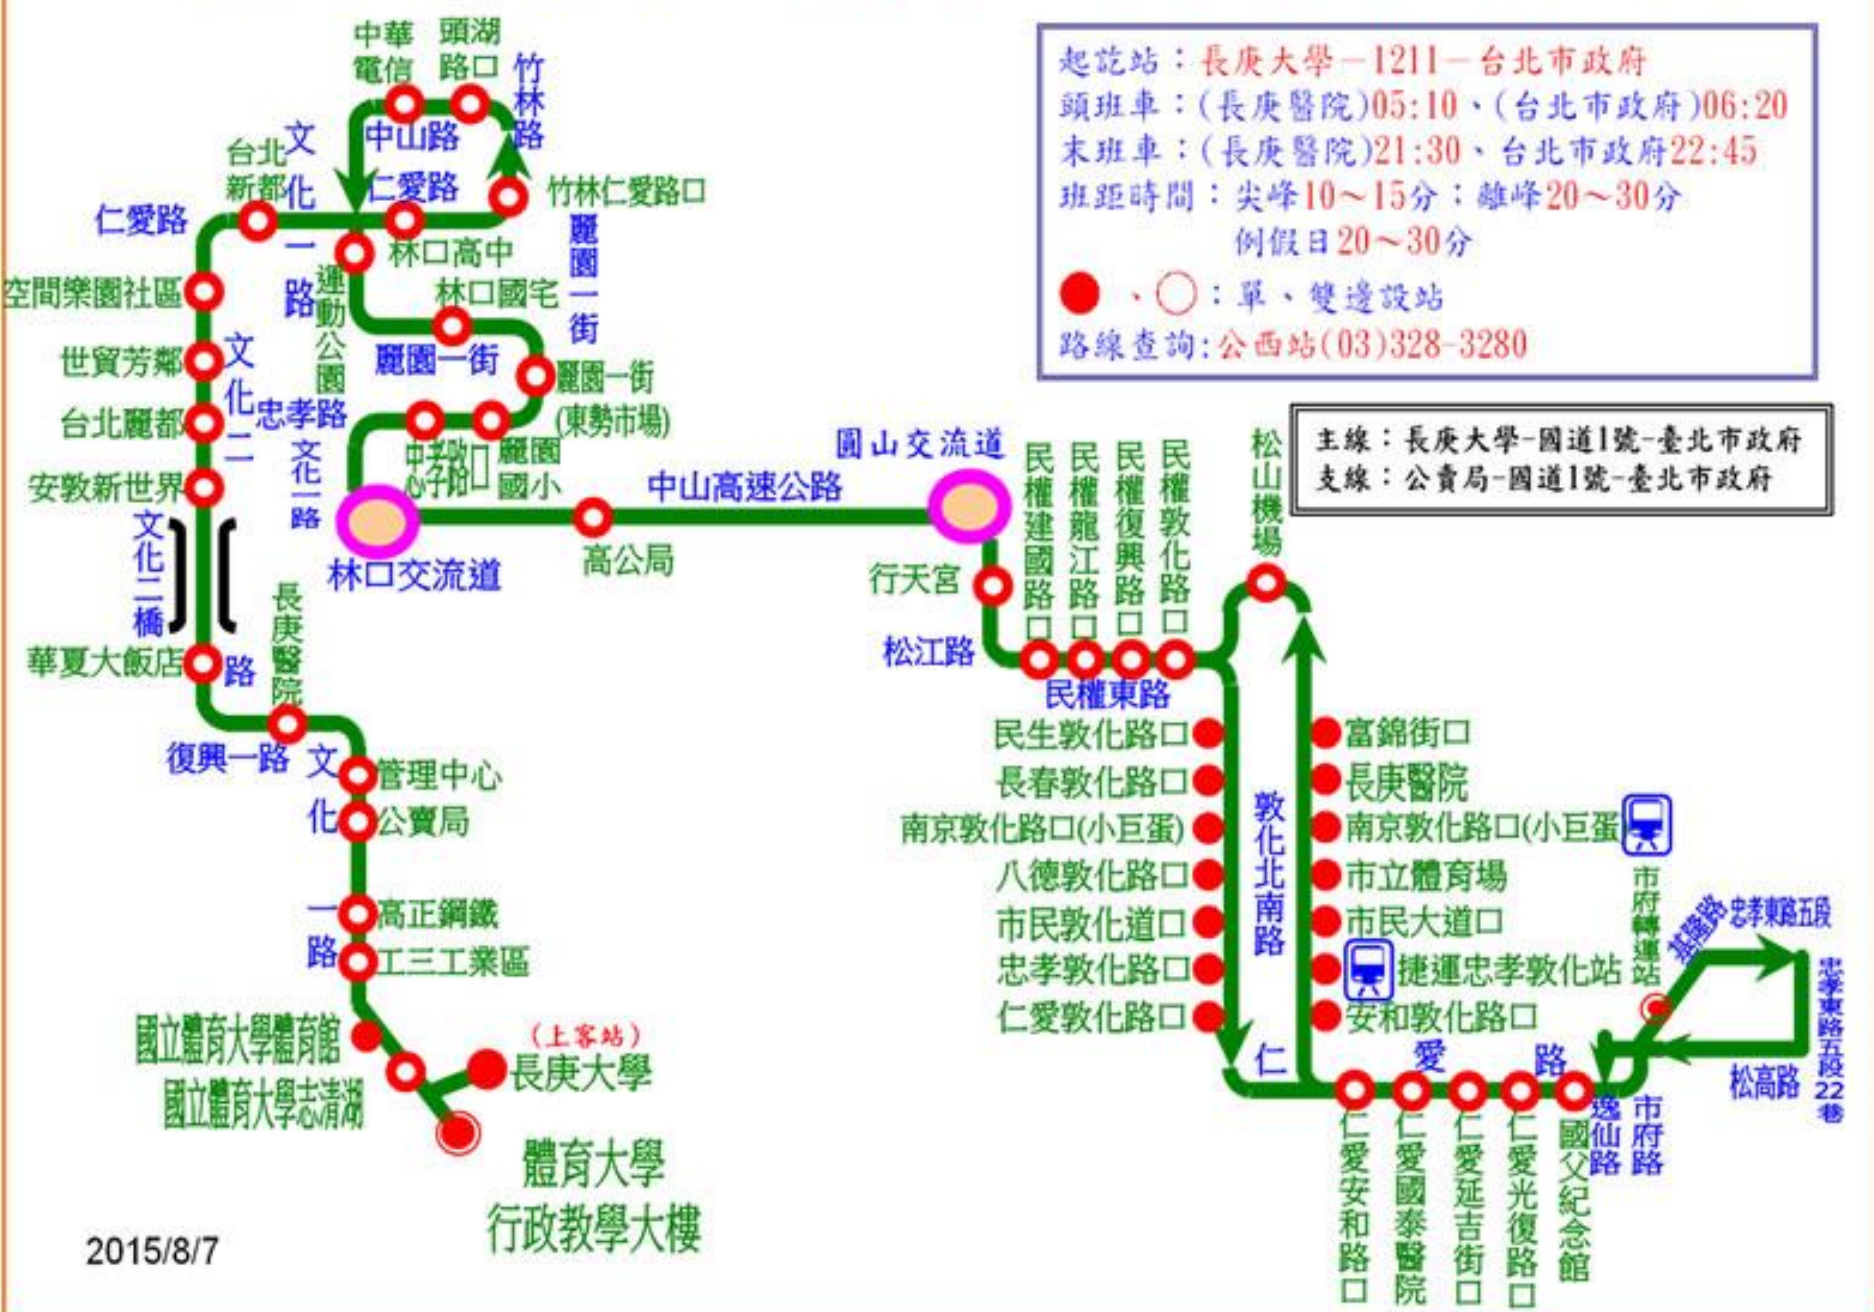 起訖站：長庚大學－1211－台北市政府
頭班車：(長庚醫院)05:10、(台北市政府)06:20
末班車：(長庚醫院)21:30、台北市政府22:45
班距時間：尖峰10～15分；離峰20～30分
例假日20～30分
、：單、雙邊設站
路線查詢:公西站(03)328-3280
主線：長庚大學-國道1號-臺北市政府
支線：公賣局-國道1號-臺北市政府
中華
電信
頭湖
路口
竹林路
中山路
文化一路
台北
新都
仁愛路
竹林仁愛路口
仁愛路
林口高中
麗園一街
運動公園
林口國宅
空間樂園社區
世貿芳鄰
文化二路
麗園一街
麗園一街
(東勢市場)
忠孝路
台北麗都
麗園
國小
文化一路
安敦新世界
文化二橋
林口交流道
高公局
中山高速公路
圓山交流道
行天宮
松江路
民權建國路口
民權龍江路口
民權復興路口
民權敦化路口
民權東路
松山機場
華夏大飯店
長庚醫院
復興一路
文化一路
管理中心
公賣局
高正鋼鐵
工三工業區
國立體育大學體育館
國立體育大學志清湖
(上客站)
長庚大學
體育大學
行政教學大樓
民生敦化路口
長春敦化路口
南京敦化路口(小巨蛋)
八德敦化路口
市民敦化道口
忠孝敦化路口
仁愛敦化路口
敦化北南路
富錦街口
長庚醫院
南京敦化路口(小巨蛋
市立體育場
市民大道口
捷運忠孝敦化站
安和敦化路口
仁愛路
仁愛安和路口
仁愛國泰醫院
仁愛延吉街口
仁愛光復路口
國父紀念館
逸仙路
市府路
市府轉運站
基隆路
忠孝東路五段
忠孝東路五段22巷
松高路
2015/8/7